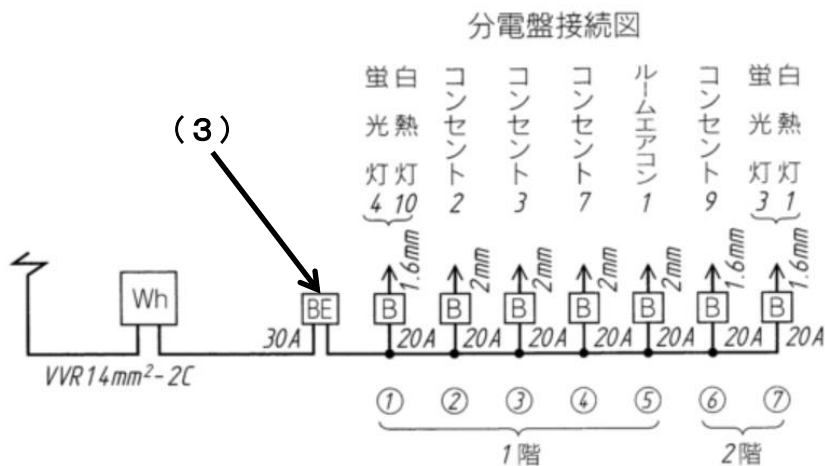 分電盤接続図
蛍光灯4 白熱灯10
コンセント2
コンセント3
コンセント7
ルームエアコン1
コンセント9
蛍光灯3 白熱灯1
(3)
1.6mm 2mm 2mm 2mm 2mm 1.6mm 1.6mm
Wh BE B B B B B B B
30A 20A 20A 20A 20A 20A 20A 20A
VVR14mm²-2C
① ② ③ ④ ⑤ ⑥ ⑦
1階 2階